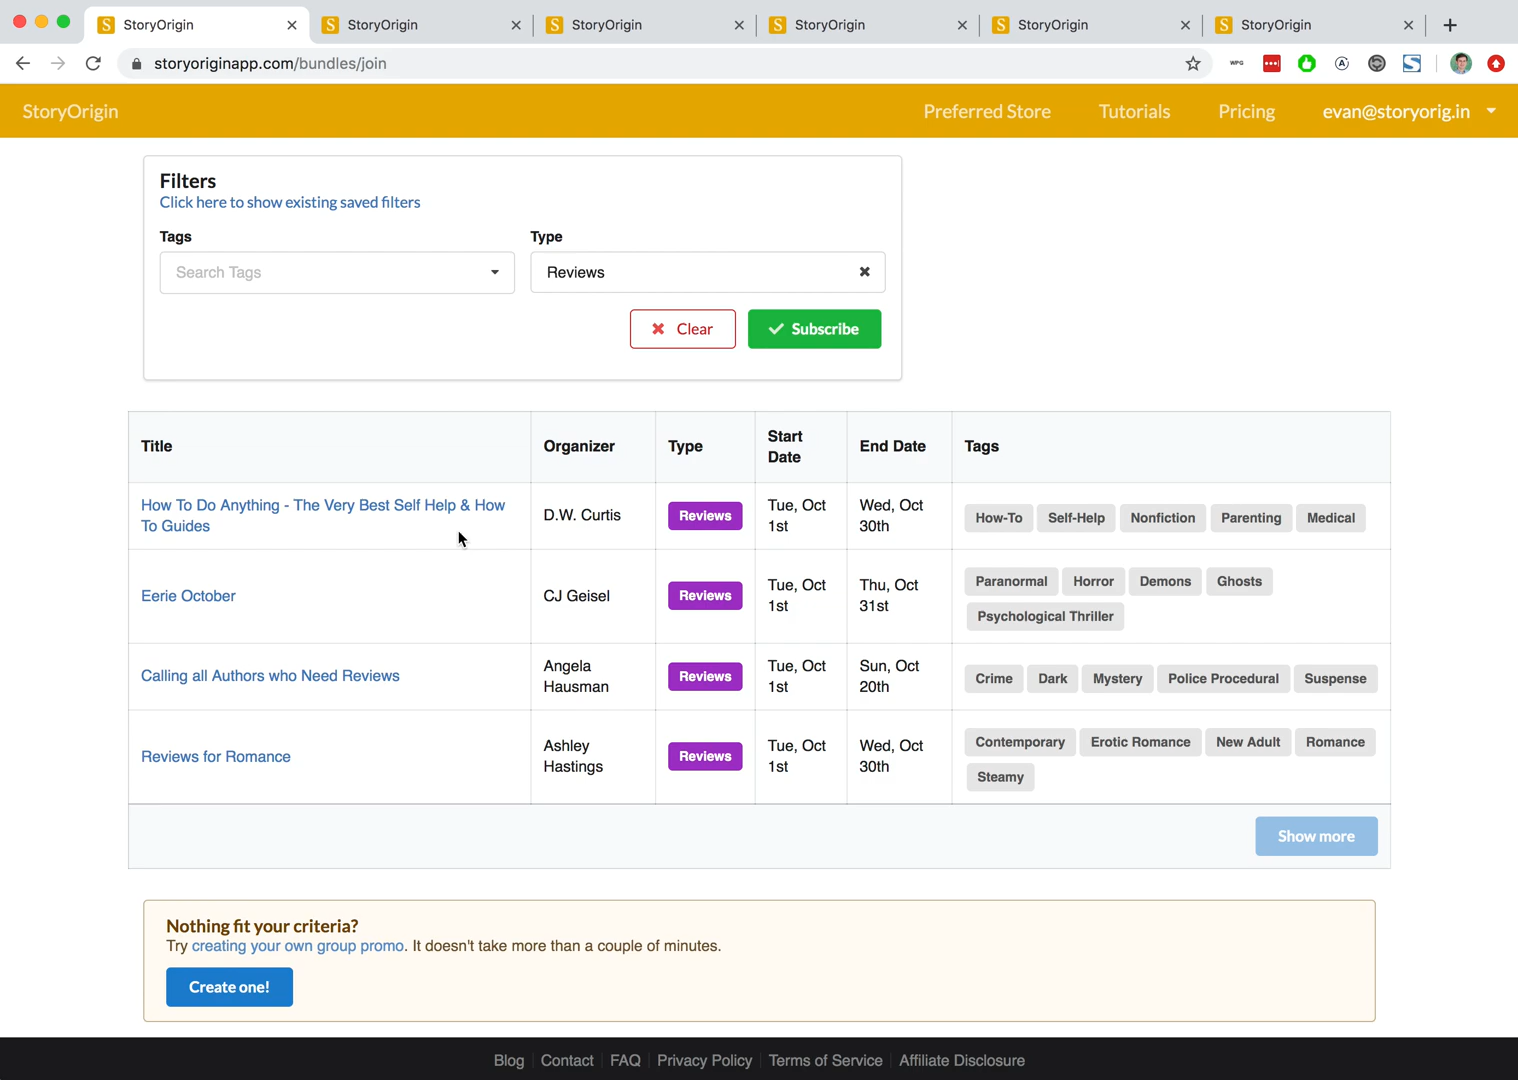 StoryOrigin StoryOrigin StoryOrigin StoryOrigin StoryOrigin StoryOrigin
storyoriginapp.com/bundles/join
WPG
StoryOrigin Preferred Store Tutorials Pricing evan@storyorig.in
Filters
Click here to show existing saved filters
Tags Type
Search Tags Reviews
Clear Subscribe
Title Organizer Type Start Date End Date Tags
How To Do Anything - The Very Best Self Help & How
To Guides
D.W. Curtis
Reviews
Tue, Oct
1st
Wed, Oct
30th
How-To Self-Help Nonfiction Parenting Medical
Eerie October
CJ Geisel
Reviews
Tue, Oct
1st
Thu, Oct
31st
Paranormal Horror Demons Ghosts
Psychological Thriller
Calling all Authors who Need Reviews
Angela
Hausman
Reviews
Tue, Oct
1st
Sun, Oct
20th
Crime Dark Mystery Police Procedural Suspense
Reviews for Romance
Ashley
Hastings
Reviews
Tue, Oct
1st
Wed, Oct
30th
Contemporary Erotic Romance New Adult Romance
Steamy
Show more
Nothing fit your criteria?
Try creating your own group promo. It doesn't take more than a couple of minutes.
Create one!
Blog Contact FAQ Privacy Policy Terms of Service Affiliate Disclosure